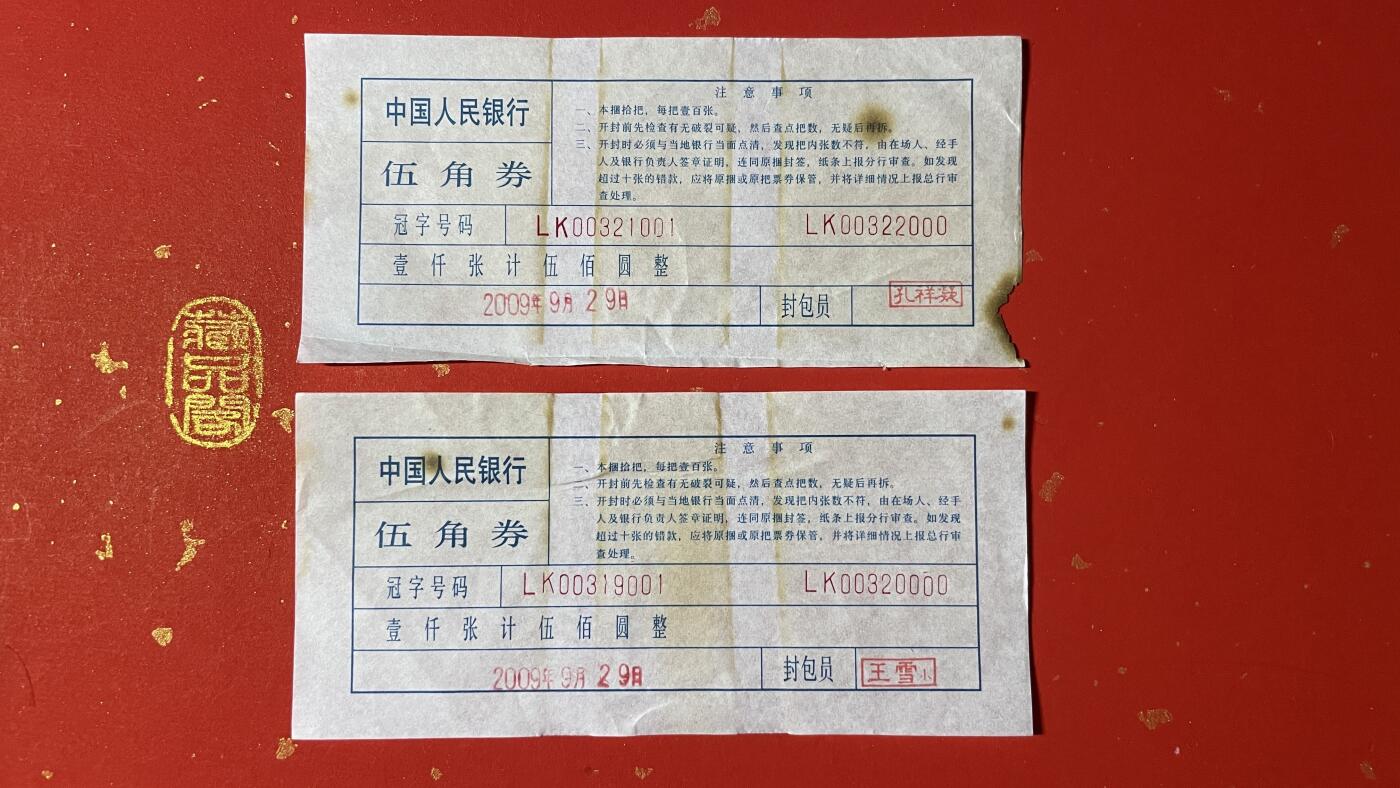 藏品阁
中国人民银行
伍角券
注意事项
一、本捆拾把，每把壹百张。
二、开封前先检查有无破裂可疑，然后查点把数，无疑后再拆。
三、开封时必须与当地银行当面点清，发现把内张数不符，由在场人、经手
人及银行负责人签章证明，连同原捆封签，纸条上报分行审查。如发现
超过十张的错款，应将原捆或原把票券保管，并将详细情况上报总行审
查处理。
冠字号码 LK00321001 LK00322000
壹仟张计伍佰圆整
2009年9月29日 封包员 孔祥凝
中国人民银行
伍角券
注意事项
一、本捆拾把，每把壹百张。
二、开封前先检查有无破裂可疑，然后查点把数，无疑后再拆。
三、开封时必须与当地银行当面点清，发现把内张数不符，由在场人、经手
人及银行负责人签章证明，连同原捆封签，纸条上报分行审查。如发现
超过十张的错款，应将原捆或原把票券保管，并将详细情况上报总行审
查处理。
冠字号码 LK00319001 LK00320000
壹仟张计伍佰圆整
2009年9月29日 封包员 王雪小